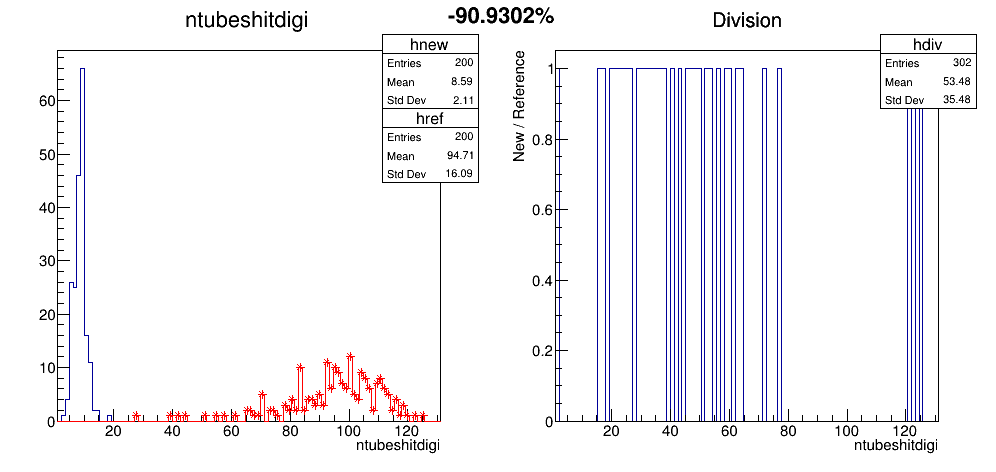 -90.9302%
ntubeshitdigi
hnew
Entries 200
Mean 8.59
Std Dev 2.11
href
Entries 200
Mean 94.71
Std Dev 16.09
60
50
40
30
20
10
0
20 40 60 80 100 120
ntubeshitdigi
Division
hdiv
Entries 302
Mean 53.48
Std Dev 35.48
New / Reference
1
0.8
0.6
0.4
0.2
0
20 40 60 80 100 120
ntubeshitdigi